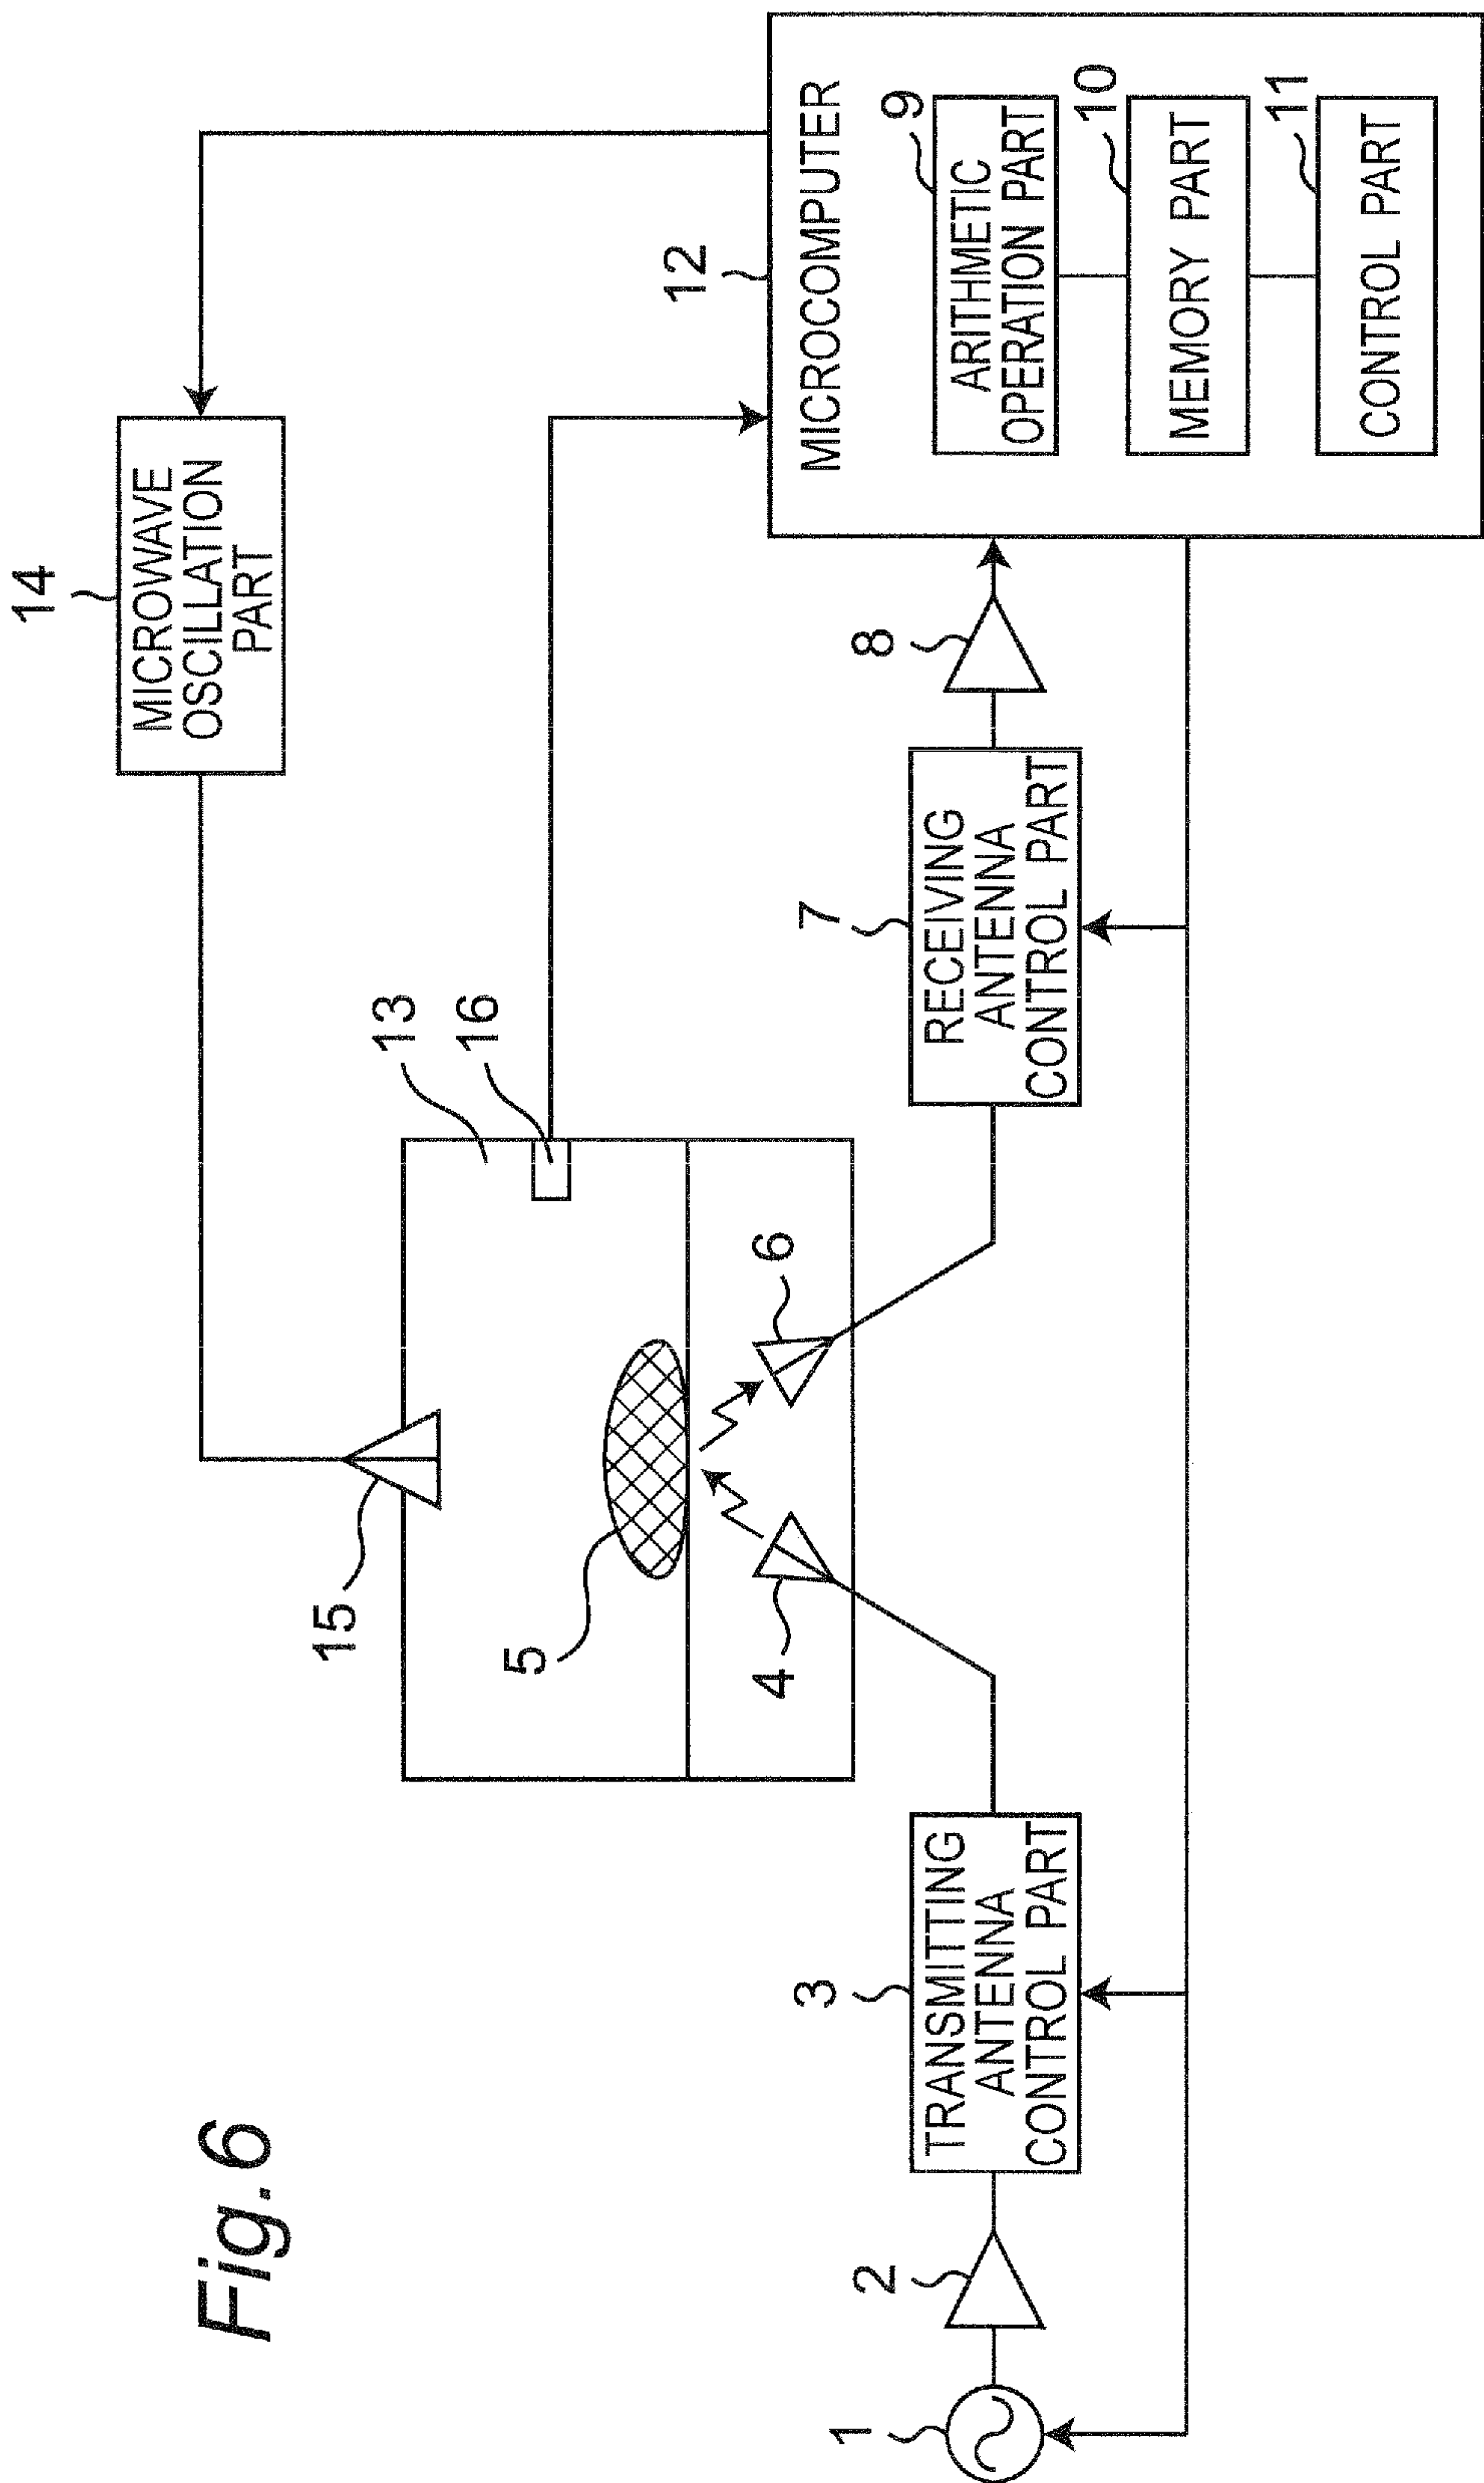 Fig.6
14
MICROWAVE
OSCILLATION
PART
15
13
16
5
4
6
12
MICROCOMPUTER
9
ARITHMETIC
OPERATION PART
10
MEMORY PART
11
CONTROL PART
1
2
3
TRANSMITTING
ANTENNA
CONTROL PART
7
RECEIVING
ANTENNA
CONTROL PART
8